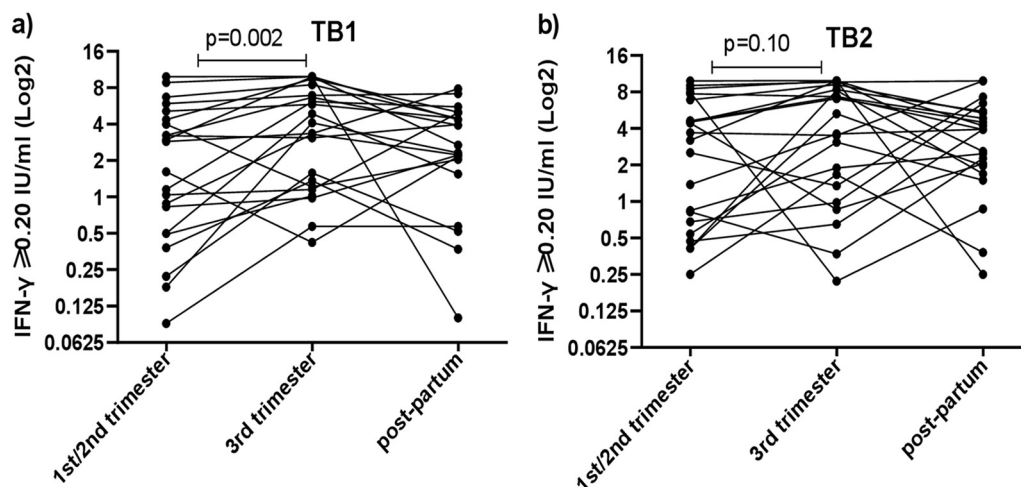 a)
TB1
p=0.002
IFN-γ ≥0.20 IU/ml (Log2)
16
8
4
2
1
0.5
0.25
0.125
0.0625
1st/2nd trimester
3rd trimester
post-partum
b)
TB2
p=0.10
IFN-γ ≥0.20 IU/ml (Log2)
16
8
4
2
1
0.5
0.25
0.125
0.0625
1st/2nd trimester
3rd trimester
post-partum